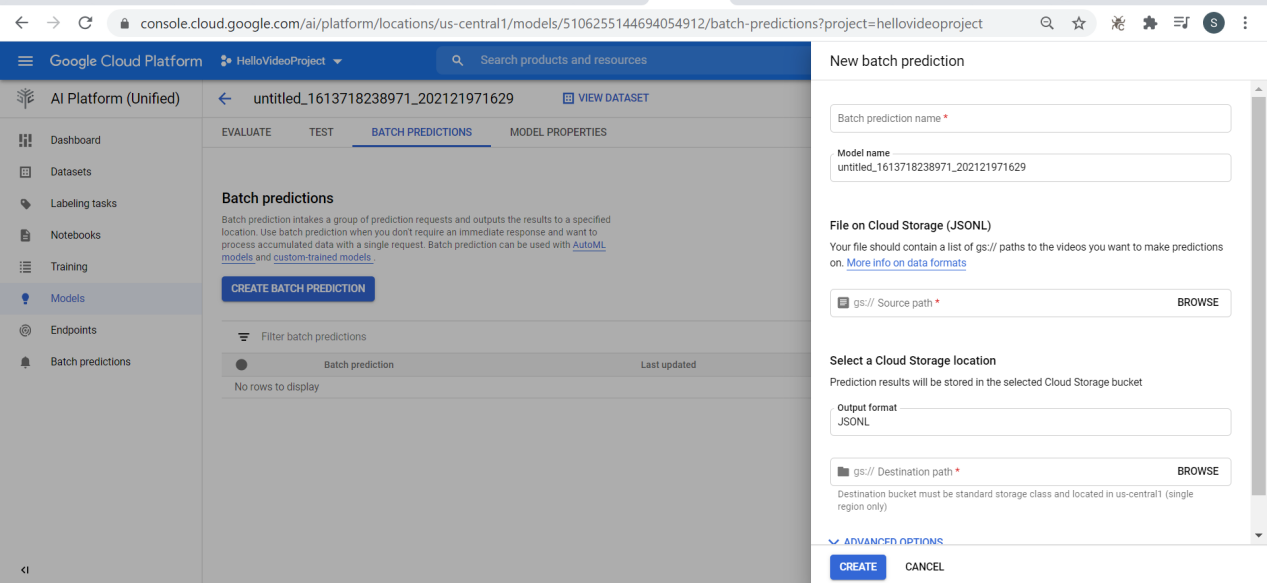 console.cloud.google.com/ai/platform/locations/us-central1/models/5106255144694054912/batch-predictions?project=hellovideoproject
S
Google Cloud Platform
HelloVideoProject
Search products and resources
AI Platform (Unified)
untitled_1613718238971_202121971629
VIEW DATASET
EVALUATE TEST BATCH PREDICTIONS MODEL PROPERTIES
Dashboard
Datasets
Labeling tasks
Notebooks
Training
Models
Endpoints
Batch predictions
Batch predictions
Batch prediction intakes a group of prediction requests and outputs the results to a specified
location. Use batch prediction when you don't require an immediate response and want to
process accumulated data with a single request. Batch prediction can be used with AutoML
models and custom-trained models .
CREATE BATCH PREDICTION
Filter batch predictions
Batch prediction Last updated
No rows to display
New batch prediction
Batch prediction name *
Model name
untitled_1613718238971_202121971629
File on Cloud Storage (JSONL)
Your file should contain a list of gs:// paths to the videos you want to make predictions
on. More info on data formats
gs:// Source path * BROWSE
Select a Cloud Storage location
Prediction results will be stored in the selected Cloud Storage bucket
Output format
JSONL
gs:// Destination path * BROWSE
Destination bucket must be standard storage class and located in us-central1 (single
region only)
ADVANCED OPTIONS
CREATE CANCEL